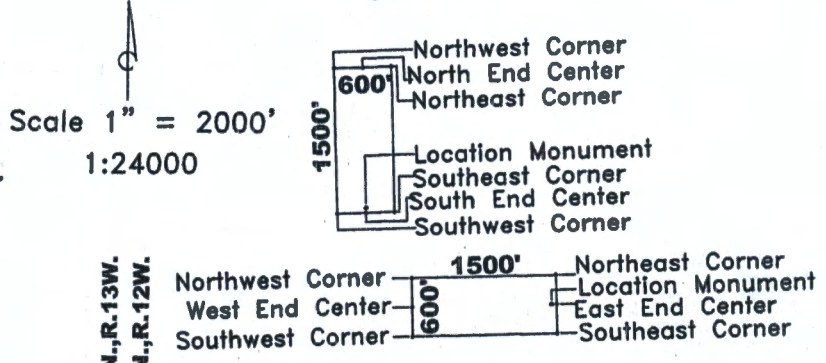 Northwest Corner
North End Center
600'
Northeast Corner
Scale 1" = 2000'
1:24000
1500'
Location Monument
Southeast Corner
South End Center
Southwest Corner
R.13W.
R.12W.
Northwest Corner
West End Center
Southwest Corner
1500'
600'
Northeast Corner
Location Monument
East End Center
Southeast Corner